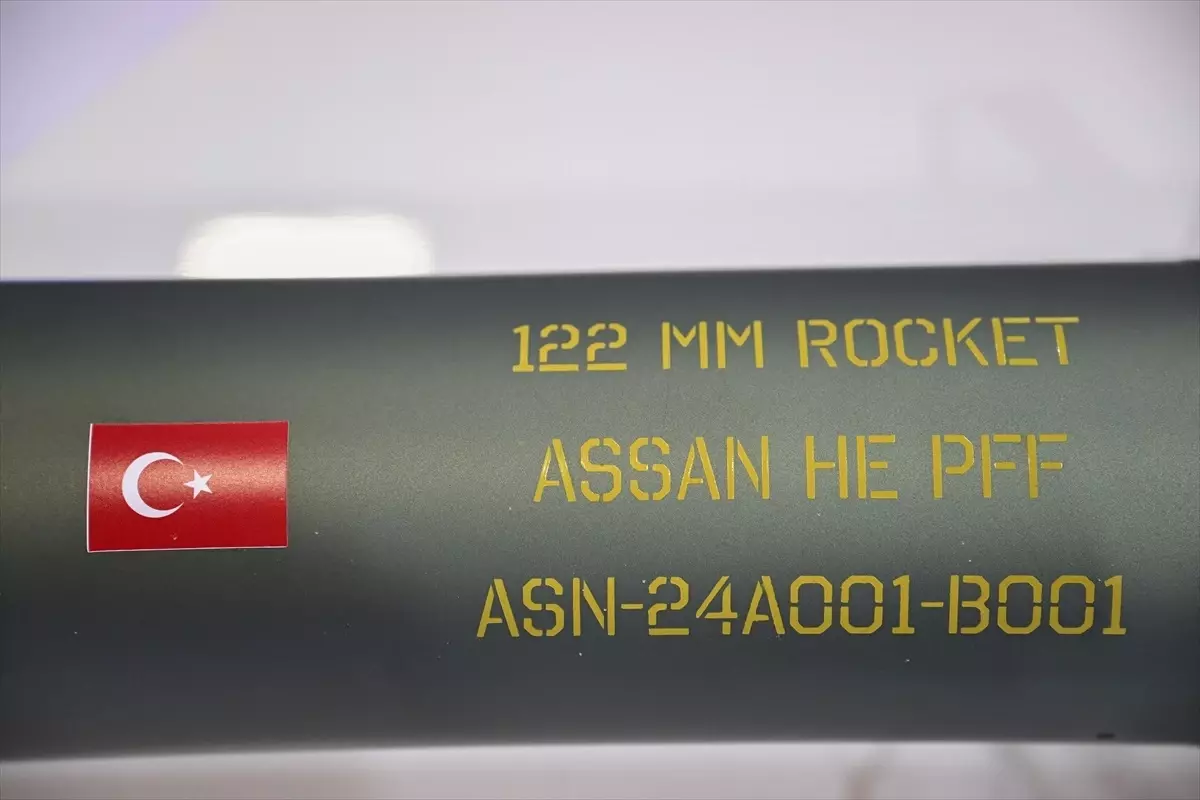 122 MM ROCKET
ASSAN HE PFF
ASN-24A001-B001